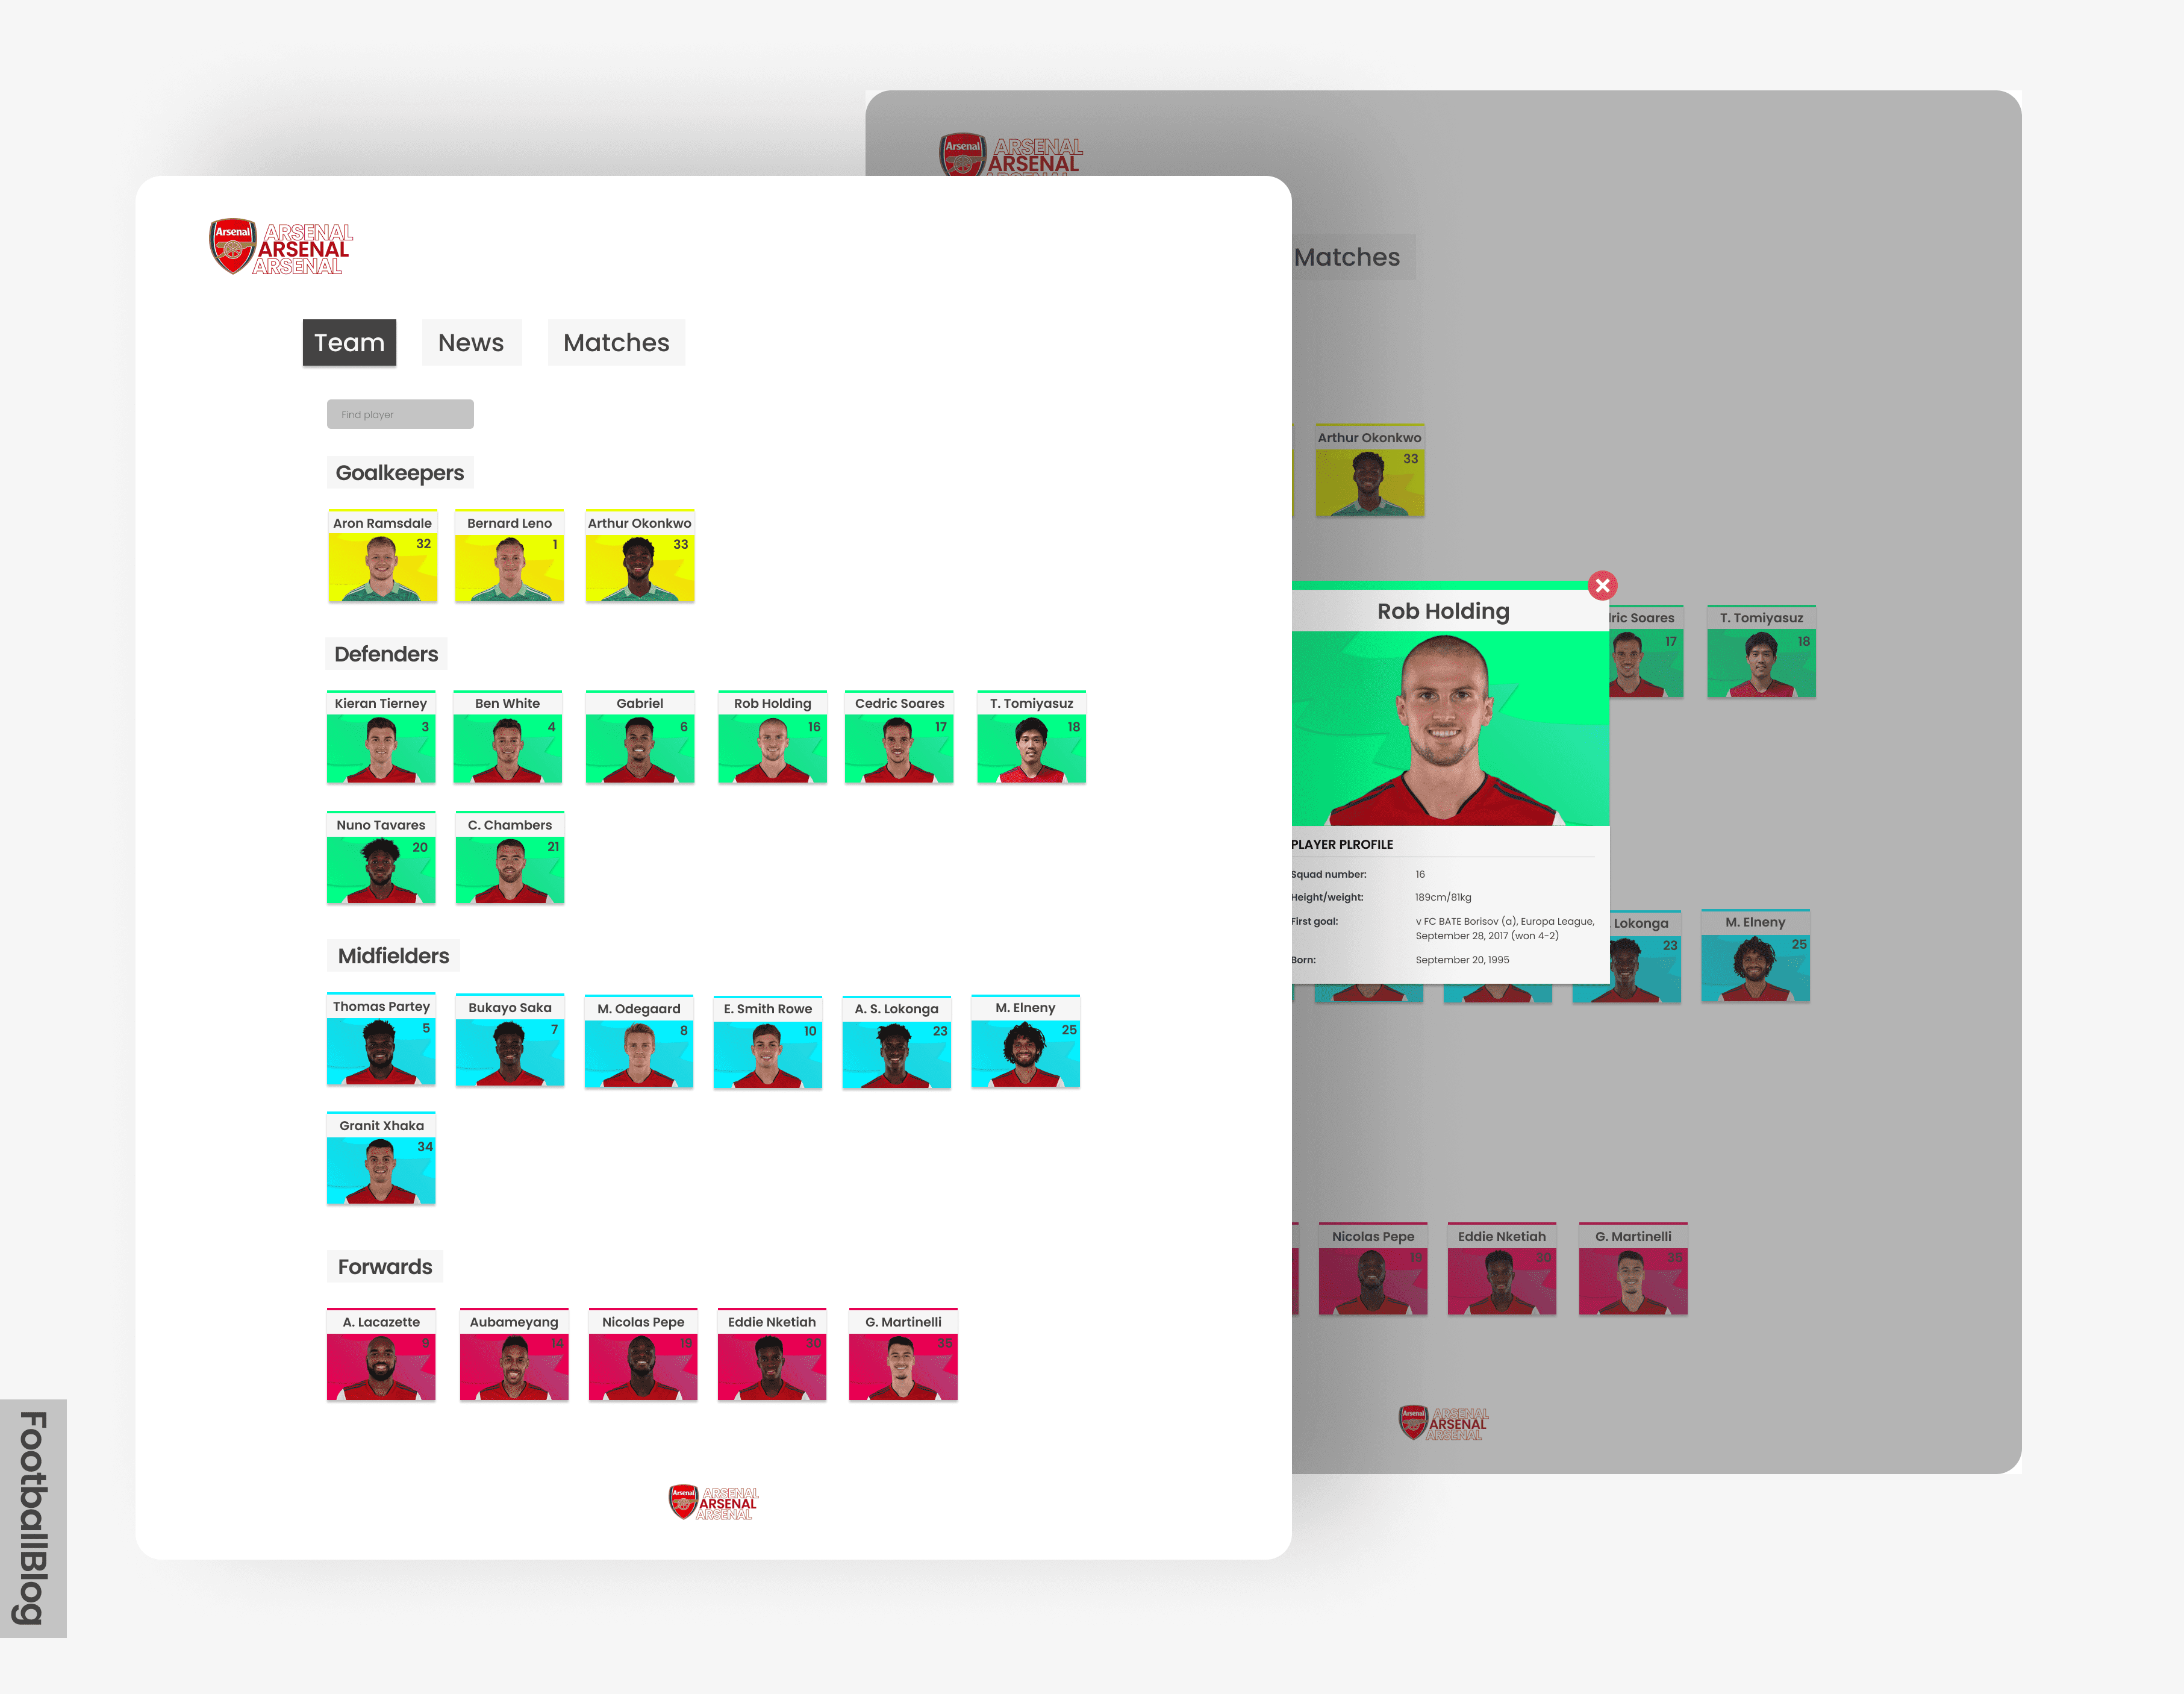 Arsenal
ARSENAL
ARSENAL
Arsenal
ARSENAL
ARSENAL
ARSENAL
Team
News
Matches
Find player
Goalkeepers
Aron Ramsdale
32
Bernard Leno
1
Arthur Okonkwo
33
Defenders
Kieran Tierney
3
Ben White
4
Gabriel
6
Rob Holding
16
Cedric Soares
17
T. Tomiyasuz
18
Nuno Tavares
20
C. Chambers
21
Midfielders
Thomas Partey
5
Bukayo Saka
7
M. Odegaard
8
E. Smith Rowe
10
A. S. Lokonga
23
M. Elneny
25
Granit Xhaka
34
Forwards
A. Lacazette
9
Aubameyang
14
Nicolas Pepe
19
Eddie Nketiah
30
G. Martinelli
35
Arsenal
ARSENAL
ARSENAL
ARSENAL
Matches
Arthur Okonkwo
33
Rob Holding
PLAYER PLROFILE
Squad number:
16
Height/weight:
189cm/81kg
First goal:
v FC BATE Borisov (a), Europa League,
September 28, 2017 (won 4-2)
Born:
September 20, 1995
ric Soares
17
T. Tomiyasuz
18
Lokonga
23
M. Elneny
25
Nicolas Pepe
19
Eddie Nketiah
30
G. Martinelli
35
Arsenal
ARSENAL
ARSENAL
ARSENAL
FootballBlog